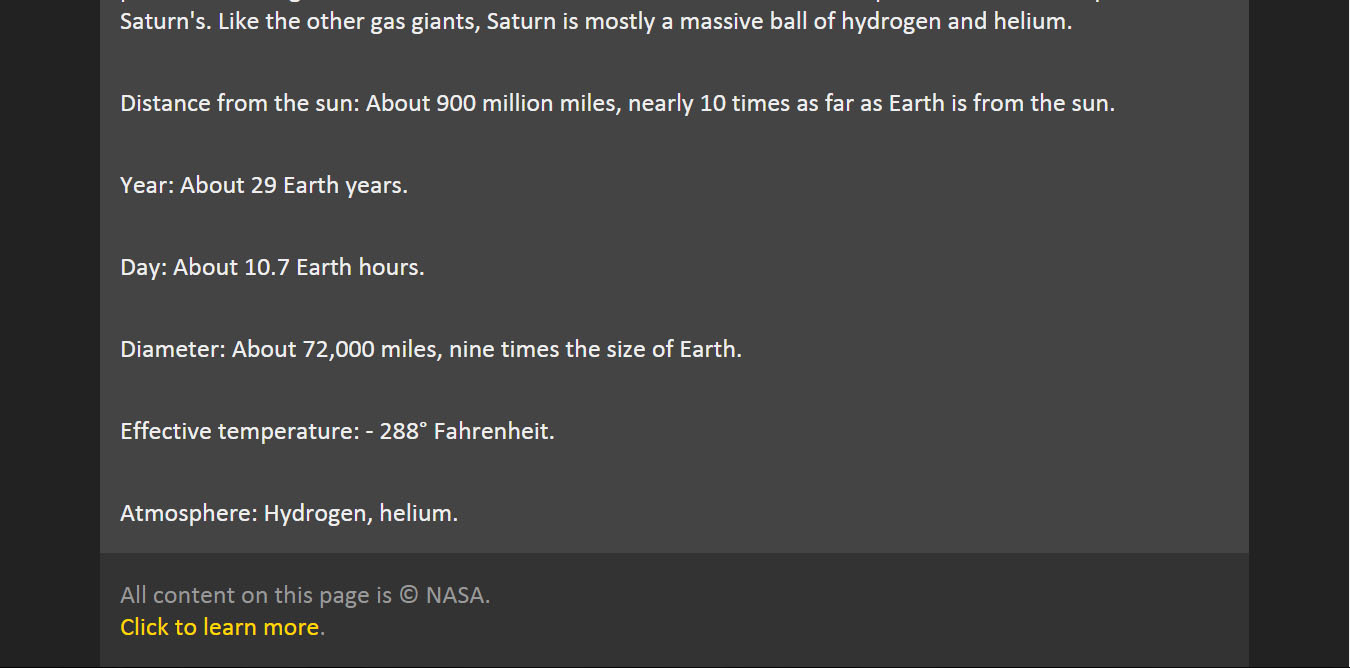 Saturn's. Like the other gas giants, Saturn is mostly a massive ball of hydrogen and helium.
Distance from the sun: About 900 million miles, nearly 10 times as far as Earth is from the sun.
Year: About 29 Earth years.
Day: About 10.7 Earth hours.
Diameter: About 72,000 miles, nine times the size of Earth.
Effective temperature: - 288° Fahrenheit.
Atmosphere: Hydrogen, helium.
All content on this page is © NASA.
Click to learn more.